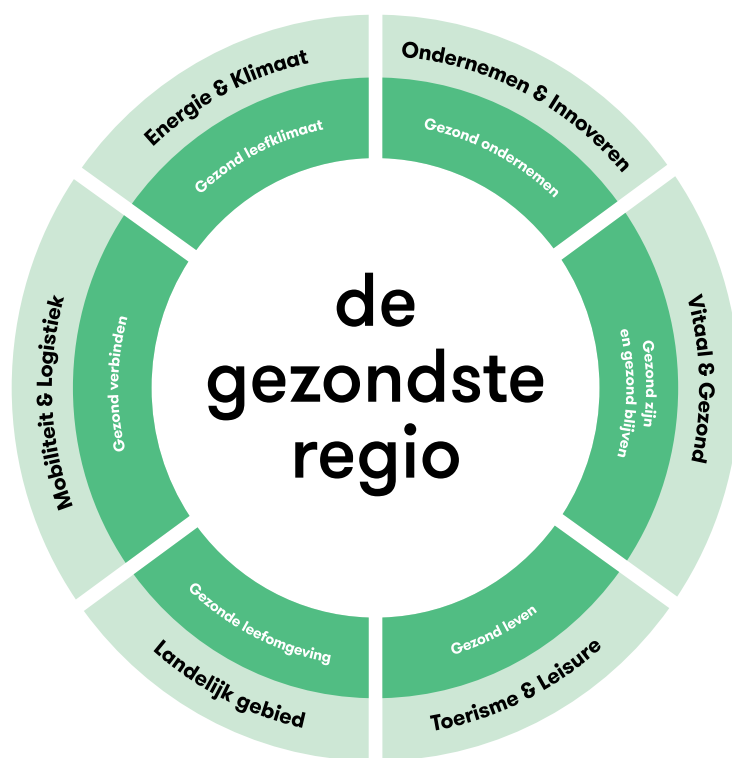 de
gezondste
regio
Ondernemen & Innoveren
Gezond ondernemen
Vitaal & Gezond
Gezond zijn
en gezond blijven
Toerisme & Leisure
Gezond leven
Landelijk gebied
Gezonde leefomgeving
Mobiliteit & Logistiek
Gezond verbinden
Energie & Klimaat
Gezond leefklimaat